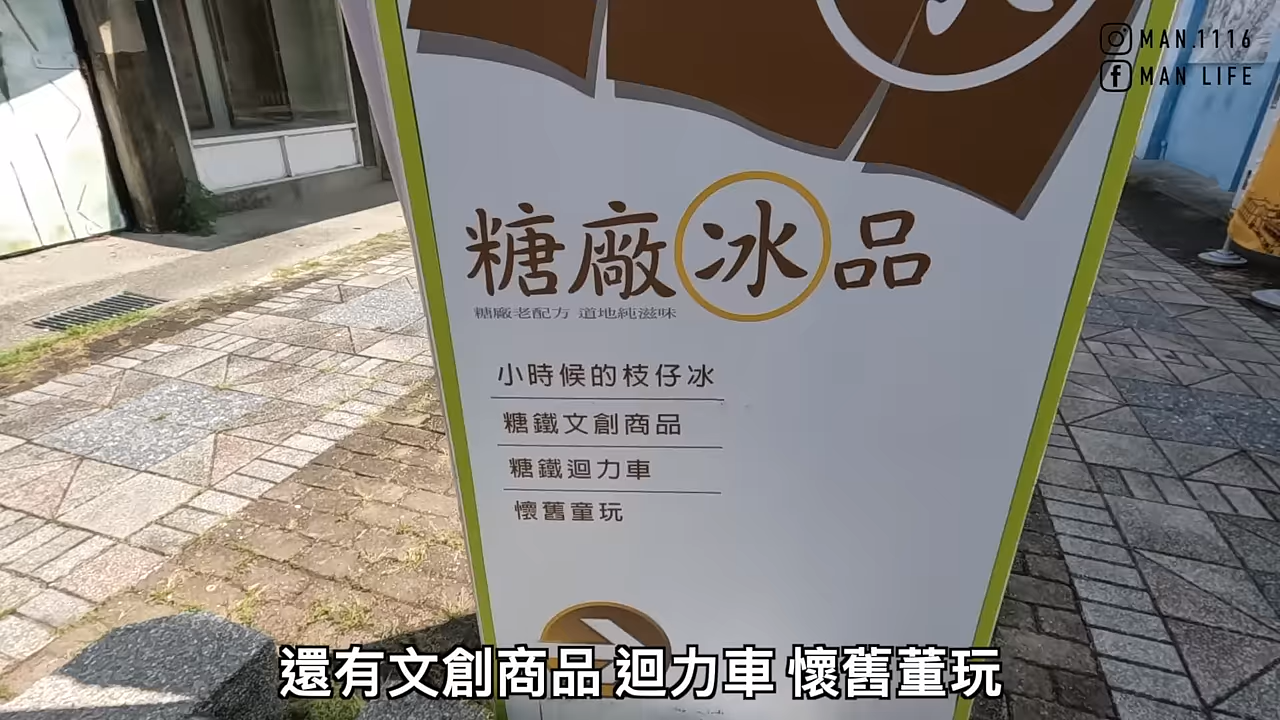 MAN.1116
MAN LIFE
糖廠冰品
糖廠老配方 道地純滋味
小時候的枝仔冰
糖鐵文創商品
糖鐵迴力車
懷舊童玩
還有文創商品 迴力車 懷舊董玩